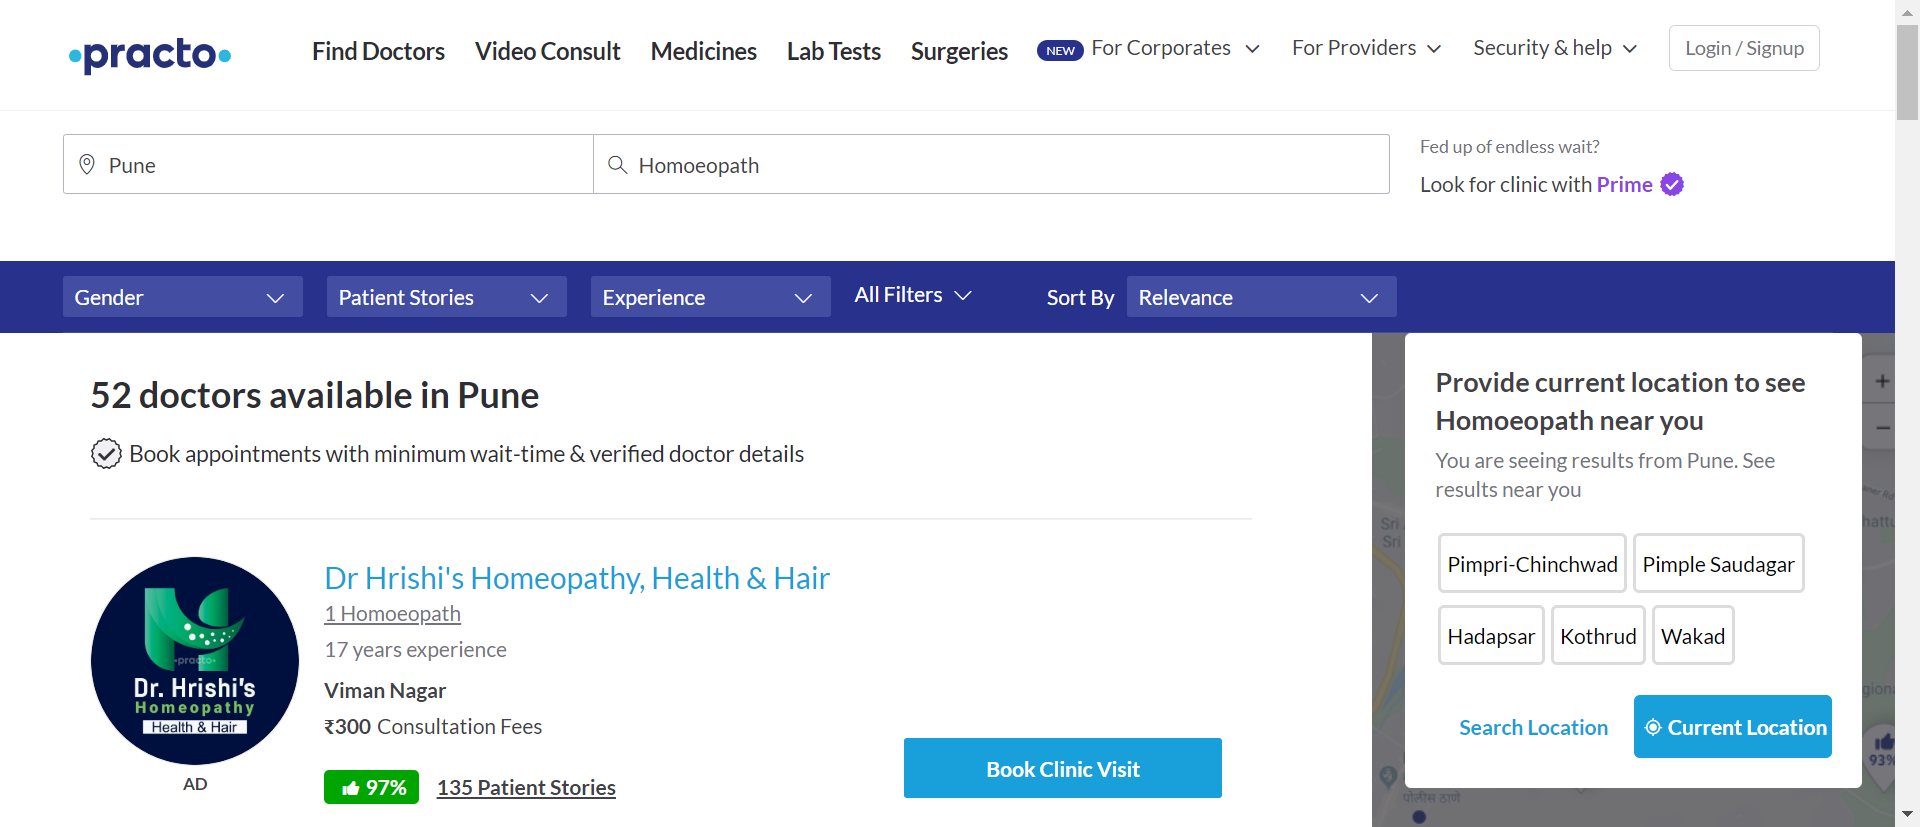 practo
Find Doctors
Video Consult
Medicines
Lab Tests
Surgeries
NEW
For Corporates
For Providers
Security & help
Login / Signup
Pune
Homoeopath
Fed up of endless wait?
Look for clinic with Prime
Gender
Patient Stories
Experience
All Filters
Sort By
Relevance
52 doctors available in Pune
Book appointments with minimum wait-time & verified doctor details
practo
Dr. Hrishi's
Homeopathy
Health & Hair
AD
Dr Hrishi's Homeopathy, Health & Hair
1 Homoeopath
17 years experience
Viman Nagar
₹300 Consultation Fees
97%
135 Patient Stories
Book Clinic Visit
Provide current location to see
Homoeopath near you
You are seeing results from Pune. See
results near you
Pimpri-Chinchwad
Pimple Saudagar
Hadapsar
Kothrud
Wakad
Search Location
Current Location
+
−
Sri
Sri
93%
पोलीस ठाणे